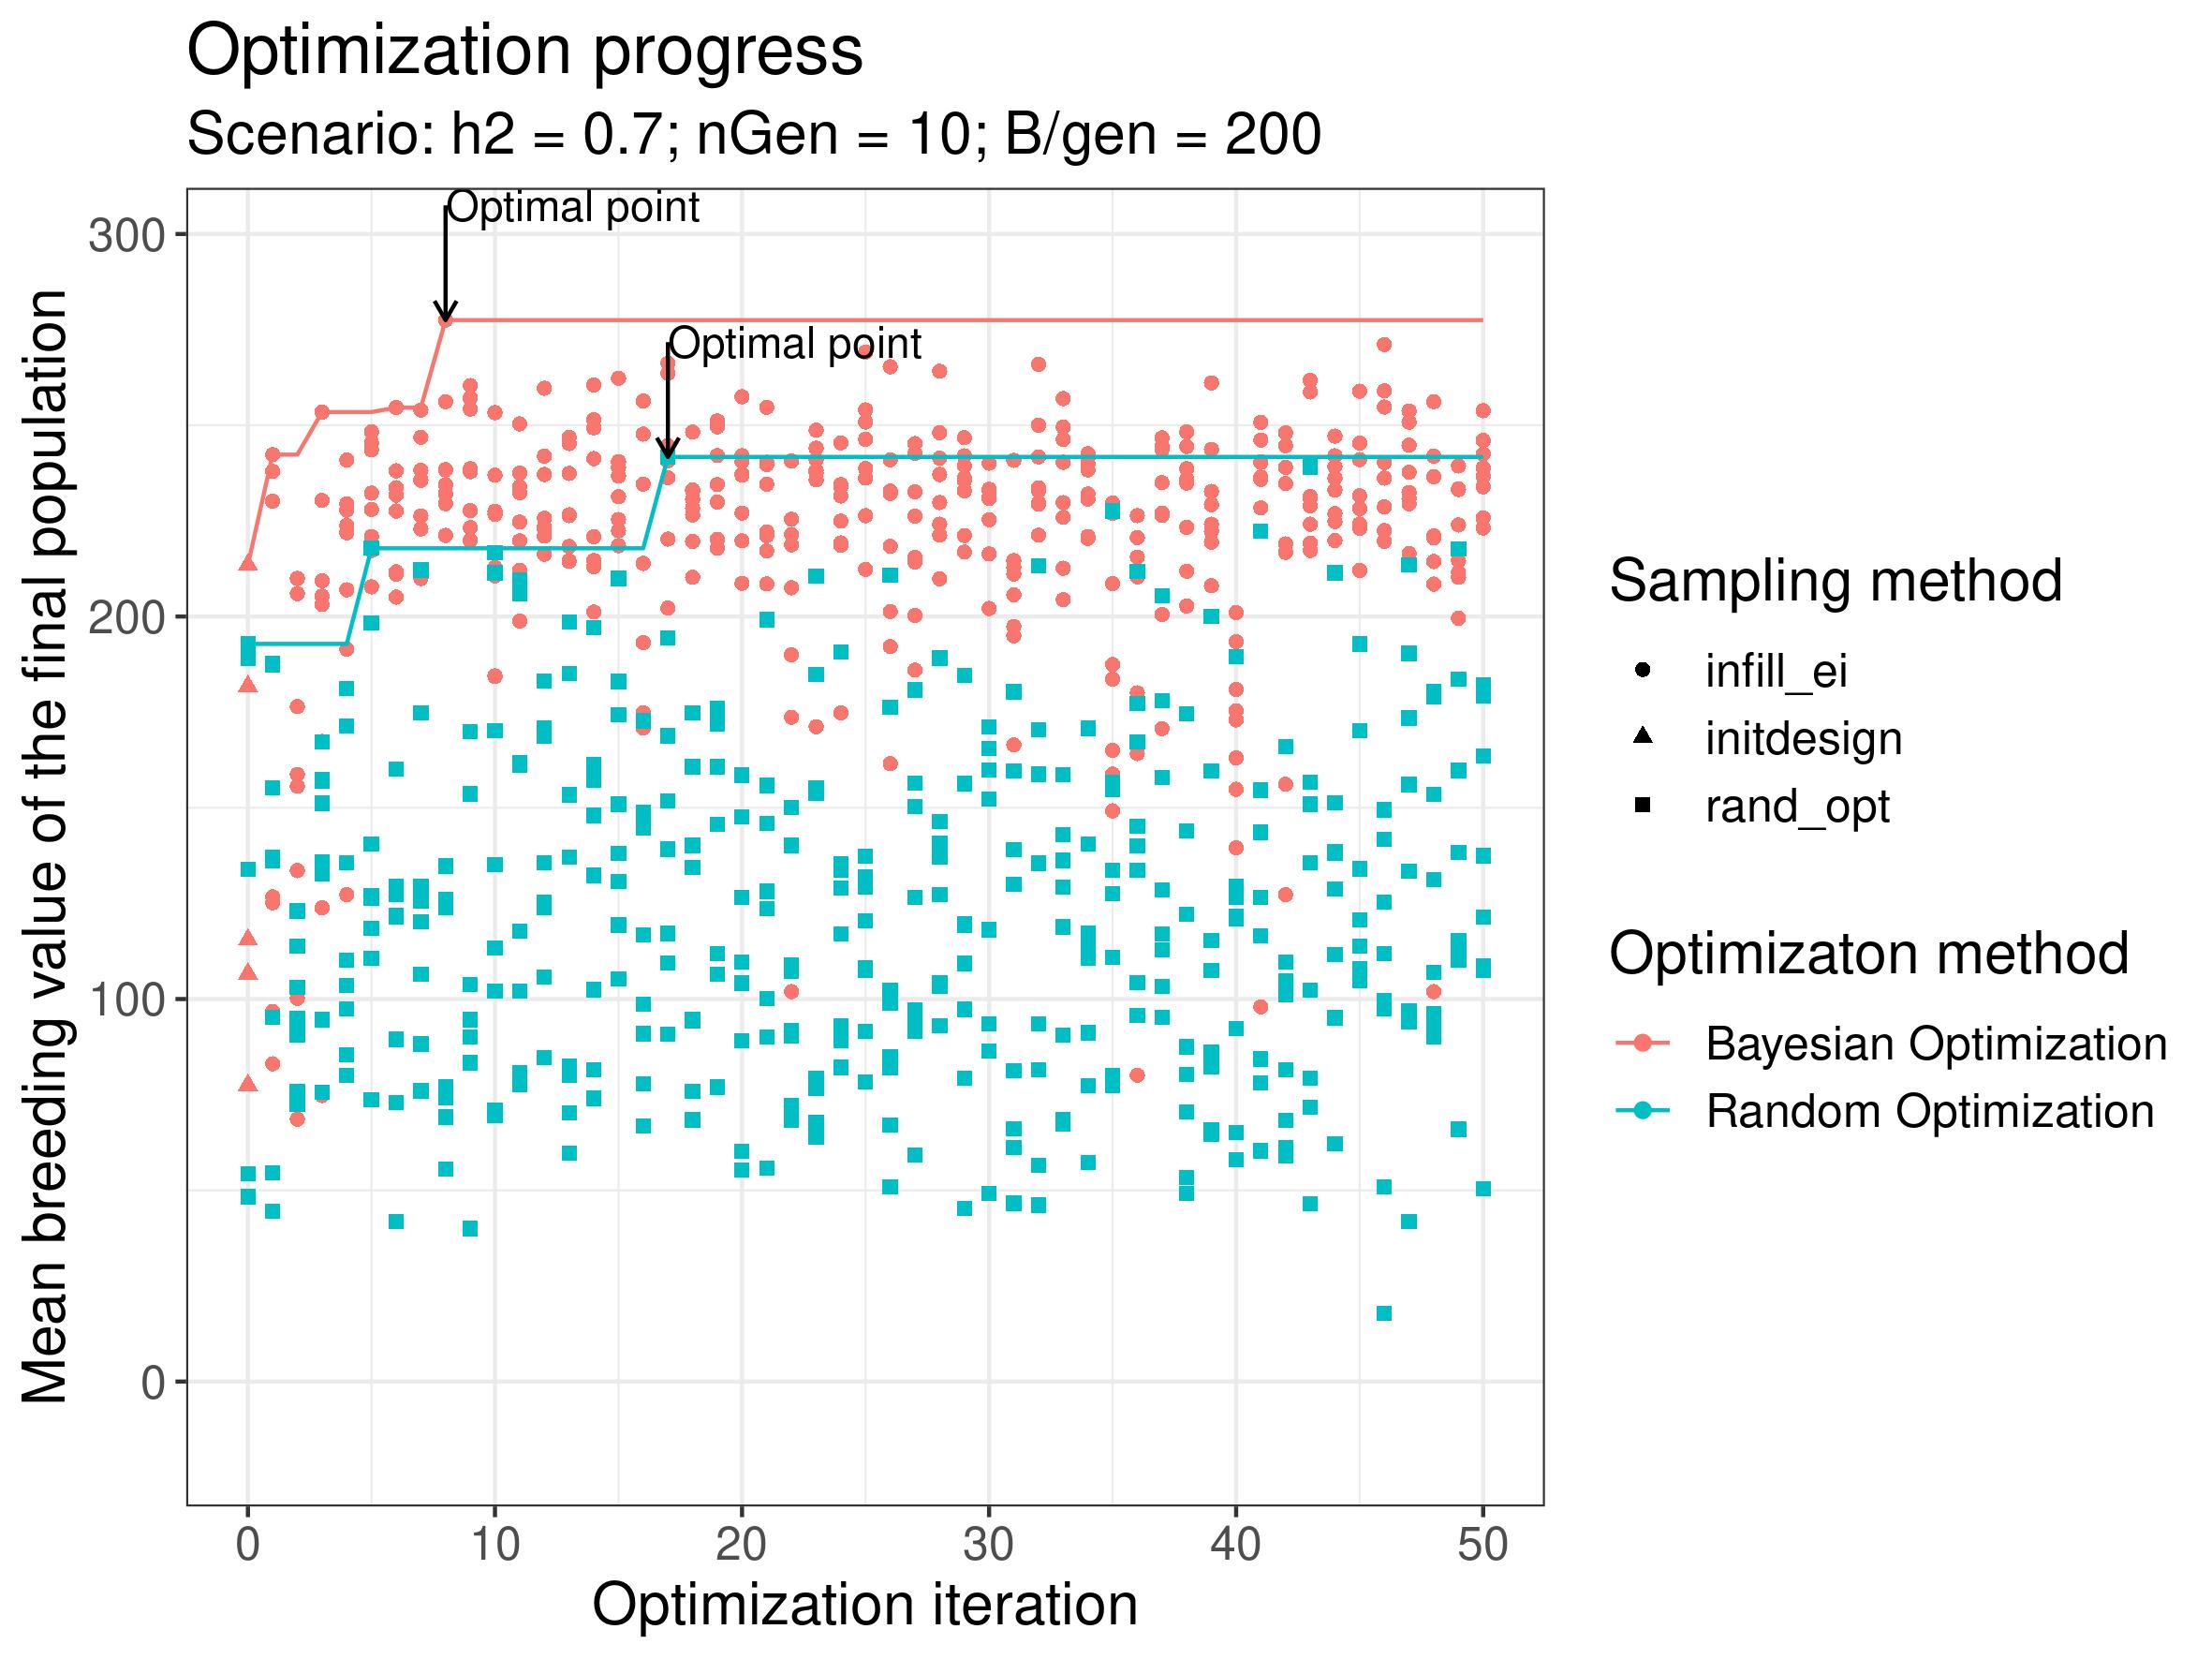 Optimization progress
Scenario: h2 = 0.7; nGen = 10; B/gen = 200
Mean breeding value of the final population
300
200
100
0
Optimal point
Optimal point
0 10 20 30 40 50
Optimization iteration
Sampling method
infill_ei
initdesign
rand_opt
Optimizaton method
Bayesian Optimization
Random Optimization